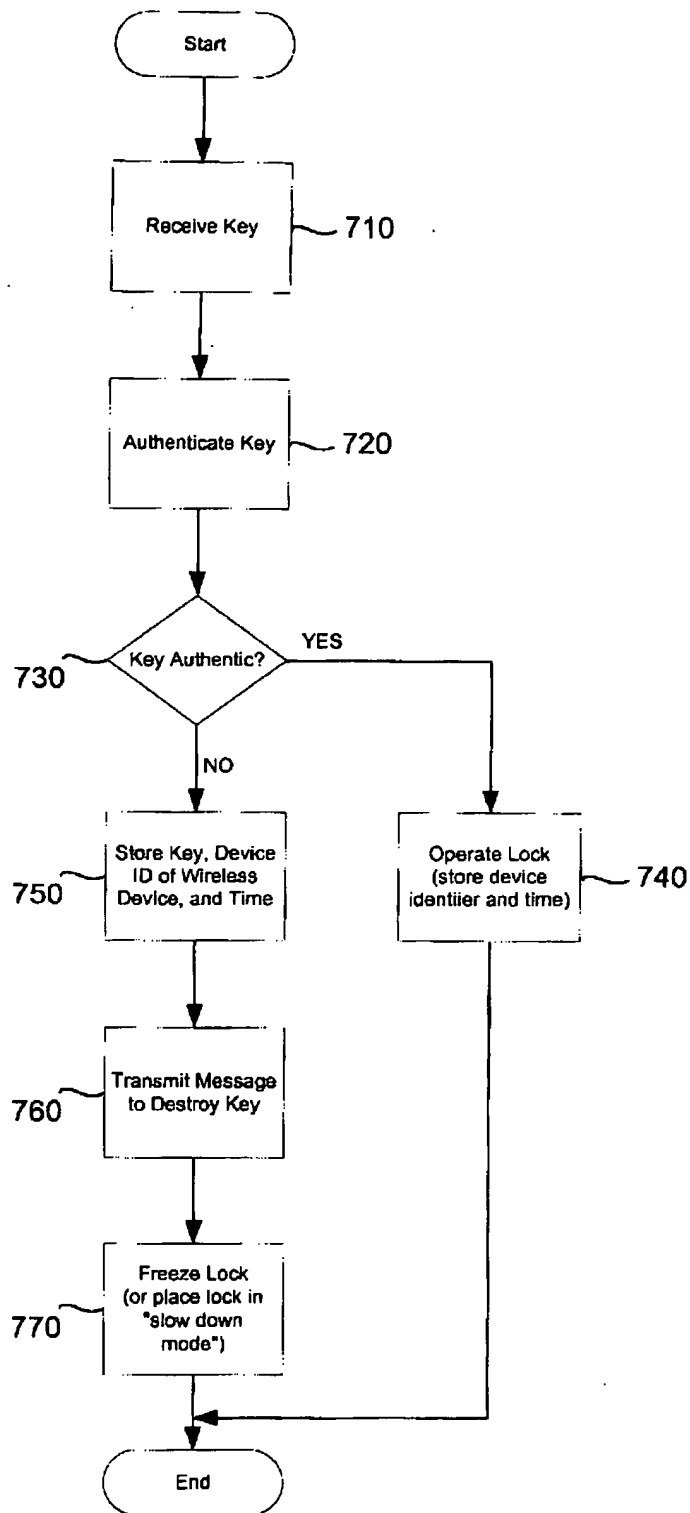 Start
Receive Key
710
Authenticate Key
720
Key Authentic?
730
YES
NO
Store Key, Device
ID of Wireless
Device, and Time
750
Operate Lock
(store device
identiier and time)
740
Transmit Message
to Destroy Key
760
Freeze Lock
(or place lock in
"slow down
mode")
770
End